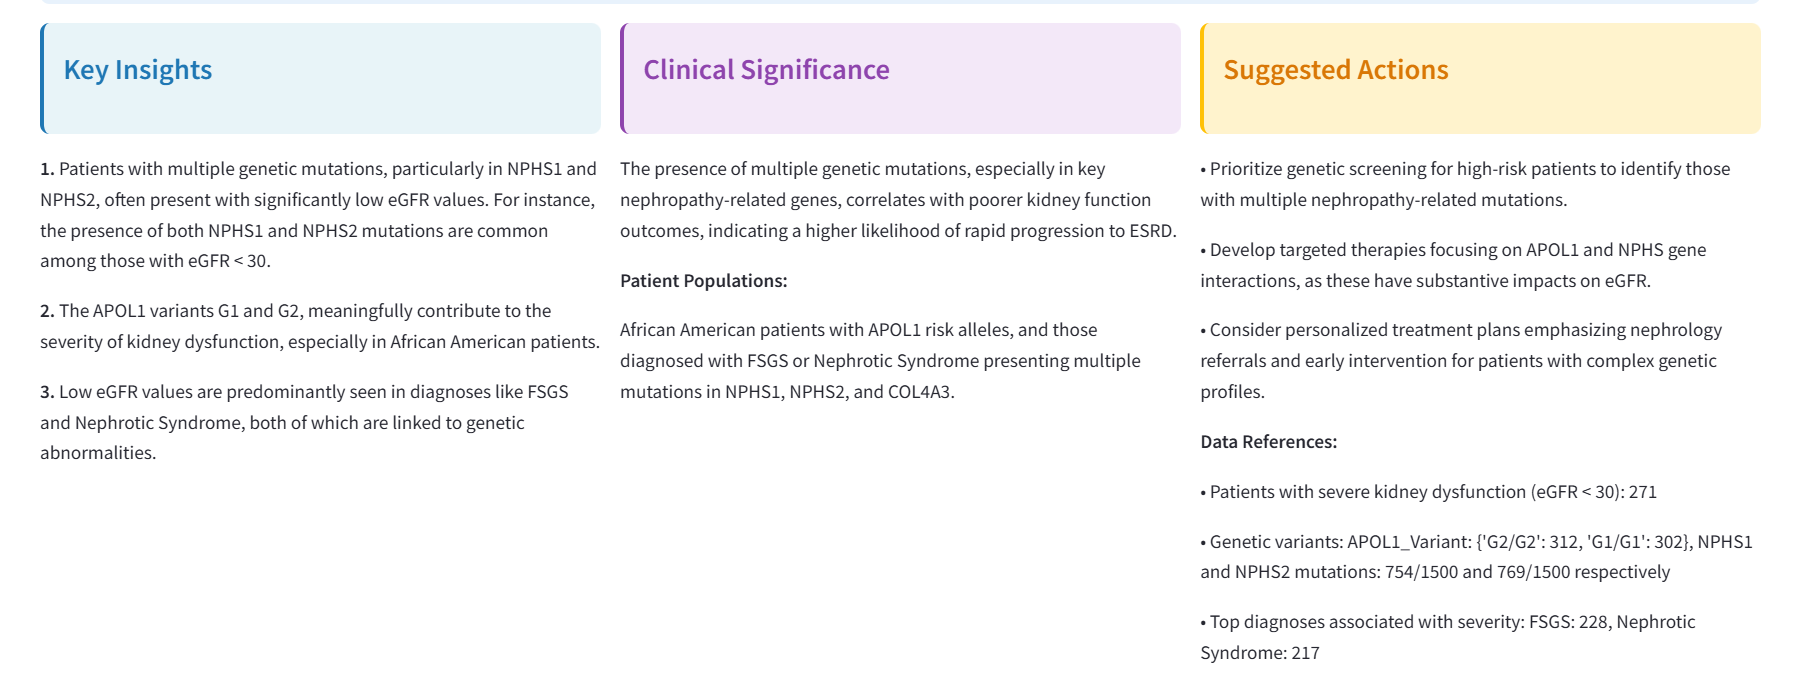 Key Insights
1. Patients with multiple genetic mutations, particularly in NPHS1 and
NPHS2, often present with significantly low eGFR values. For instance,
the presence of both NPHS1 and NPHS2 mutations are common
among those with eGFR < 30.
2. The APOL1 variants G1 and G2, meaningfully contribute to the
severity of kidney dysfunction, especially in African American patients.
3. Low eGFR values are predominantly seen in diagnoses like FSGS
and Nephrotic Syndrome, both of which are linked to genetic
abnormalities.
Clinical Significance
The presence of multiple genetic mutations, especially in key
nephropathy-related genes, correlates with poorer kidney function
outcomes, indicating a higher likelihood of rapid progression to ESRD.
Patient Populations:
African American patients with APOL1 risk alleles, and those
diagnosed with FSGS or Nephrotic Syndrome presenting multiple
mutations in NPHS1, NPHS2, and COL4A3.
Suggested Actions
• Prioritize genetic screening for high-risk patients to identify those
with multiple nephropathy-related mutations.
• Develop targeted therapies focusing on APOL1 and NPHS gene
interactions, as these have substantive impacts on eGFR.
• Consider personalized treatment plans emphasizing nephrology
referrals and early intervention for patients with complex genetic
profiles.
Data References:
• Patients with severe kidney dysfunction (eGFR < 30): 271
• Genetic variants: APOL1_Variant: {'G2/G2': 312, 'G1/G1': 302}, NPHS1
and NPHS2 mutations: 754/1500 and 769/1500 respectively
• Top diagnoses associated with severity: FSGS: 228, Nephrotic
Syndrome: 217